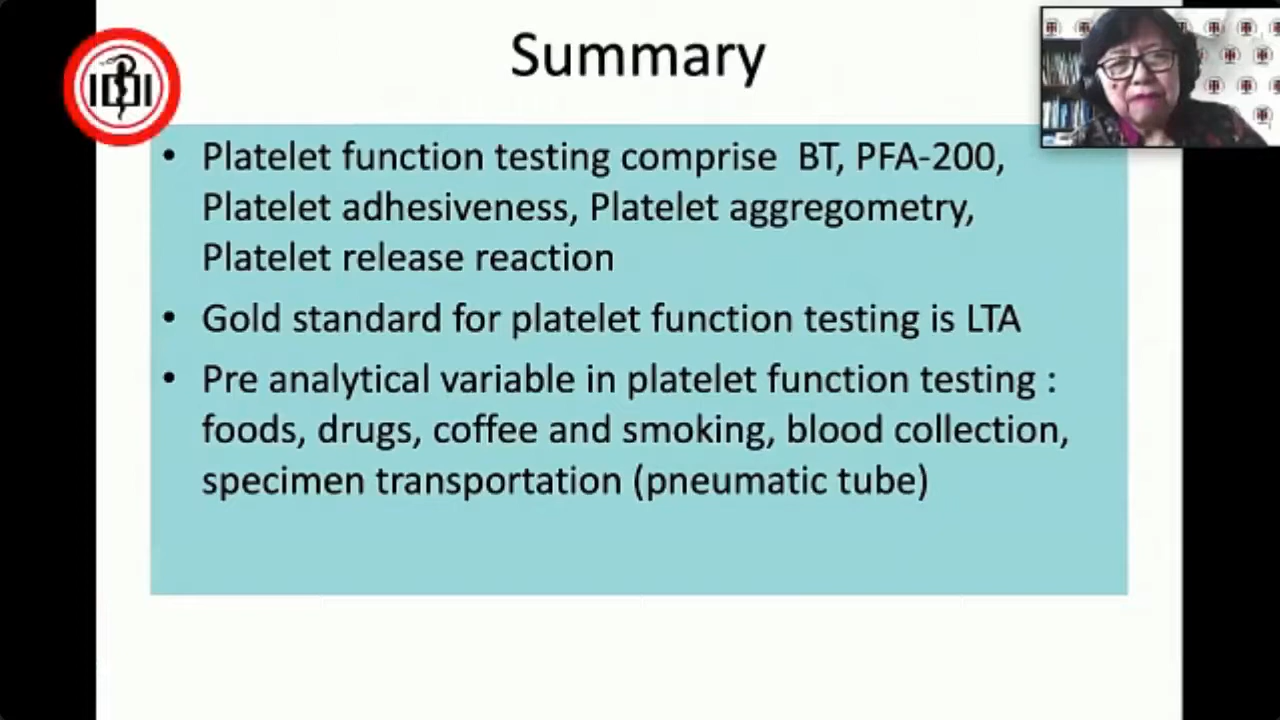 Summary
IDI
• Platelet function testing comprise BT, PFA-200,
Platelet adhesiveness, Platelet aggregometry,
Platelet release reaction
• Gold standard for platelet function testing is LTA
• Pre analytical variable in platelet function testing :
foods, drugs, coffee and smoking, blood collection,
specimen transportation (pneumatic tube)